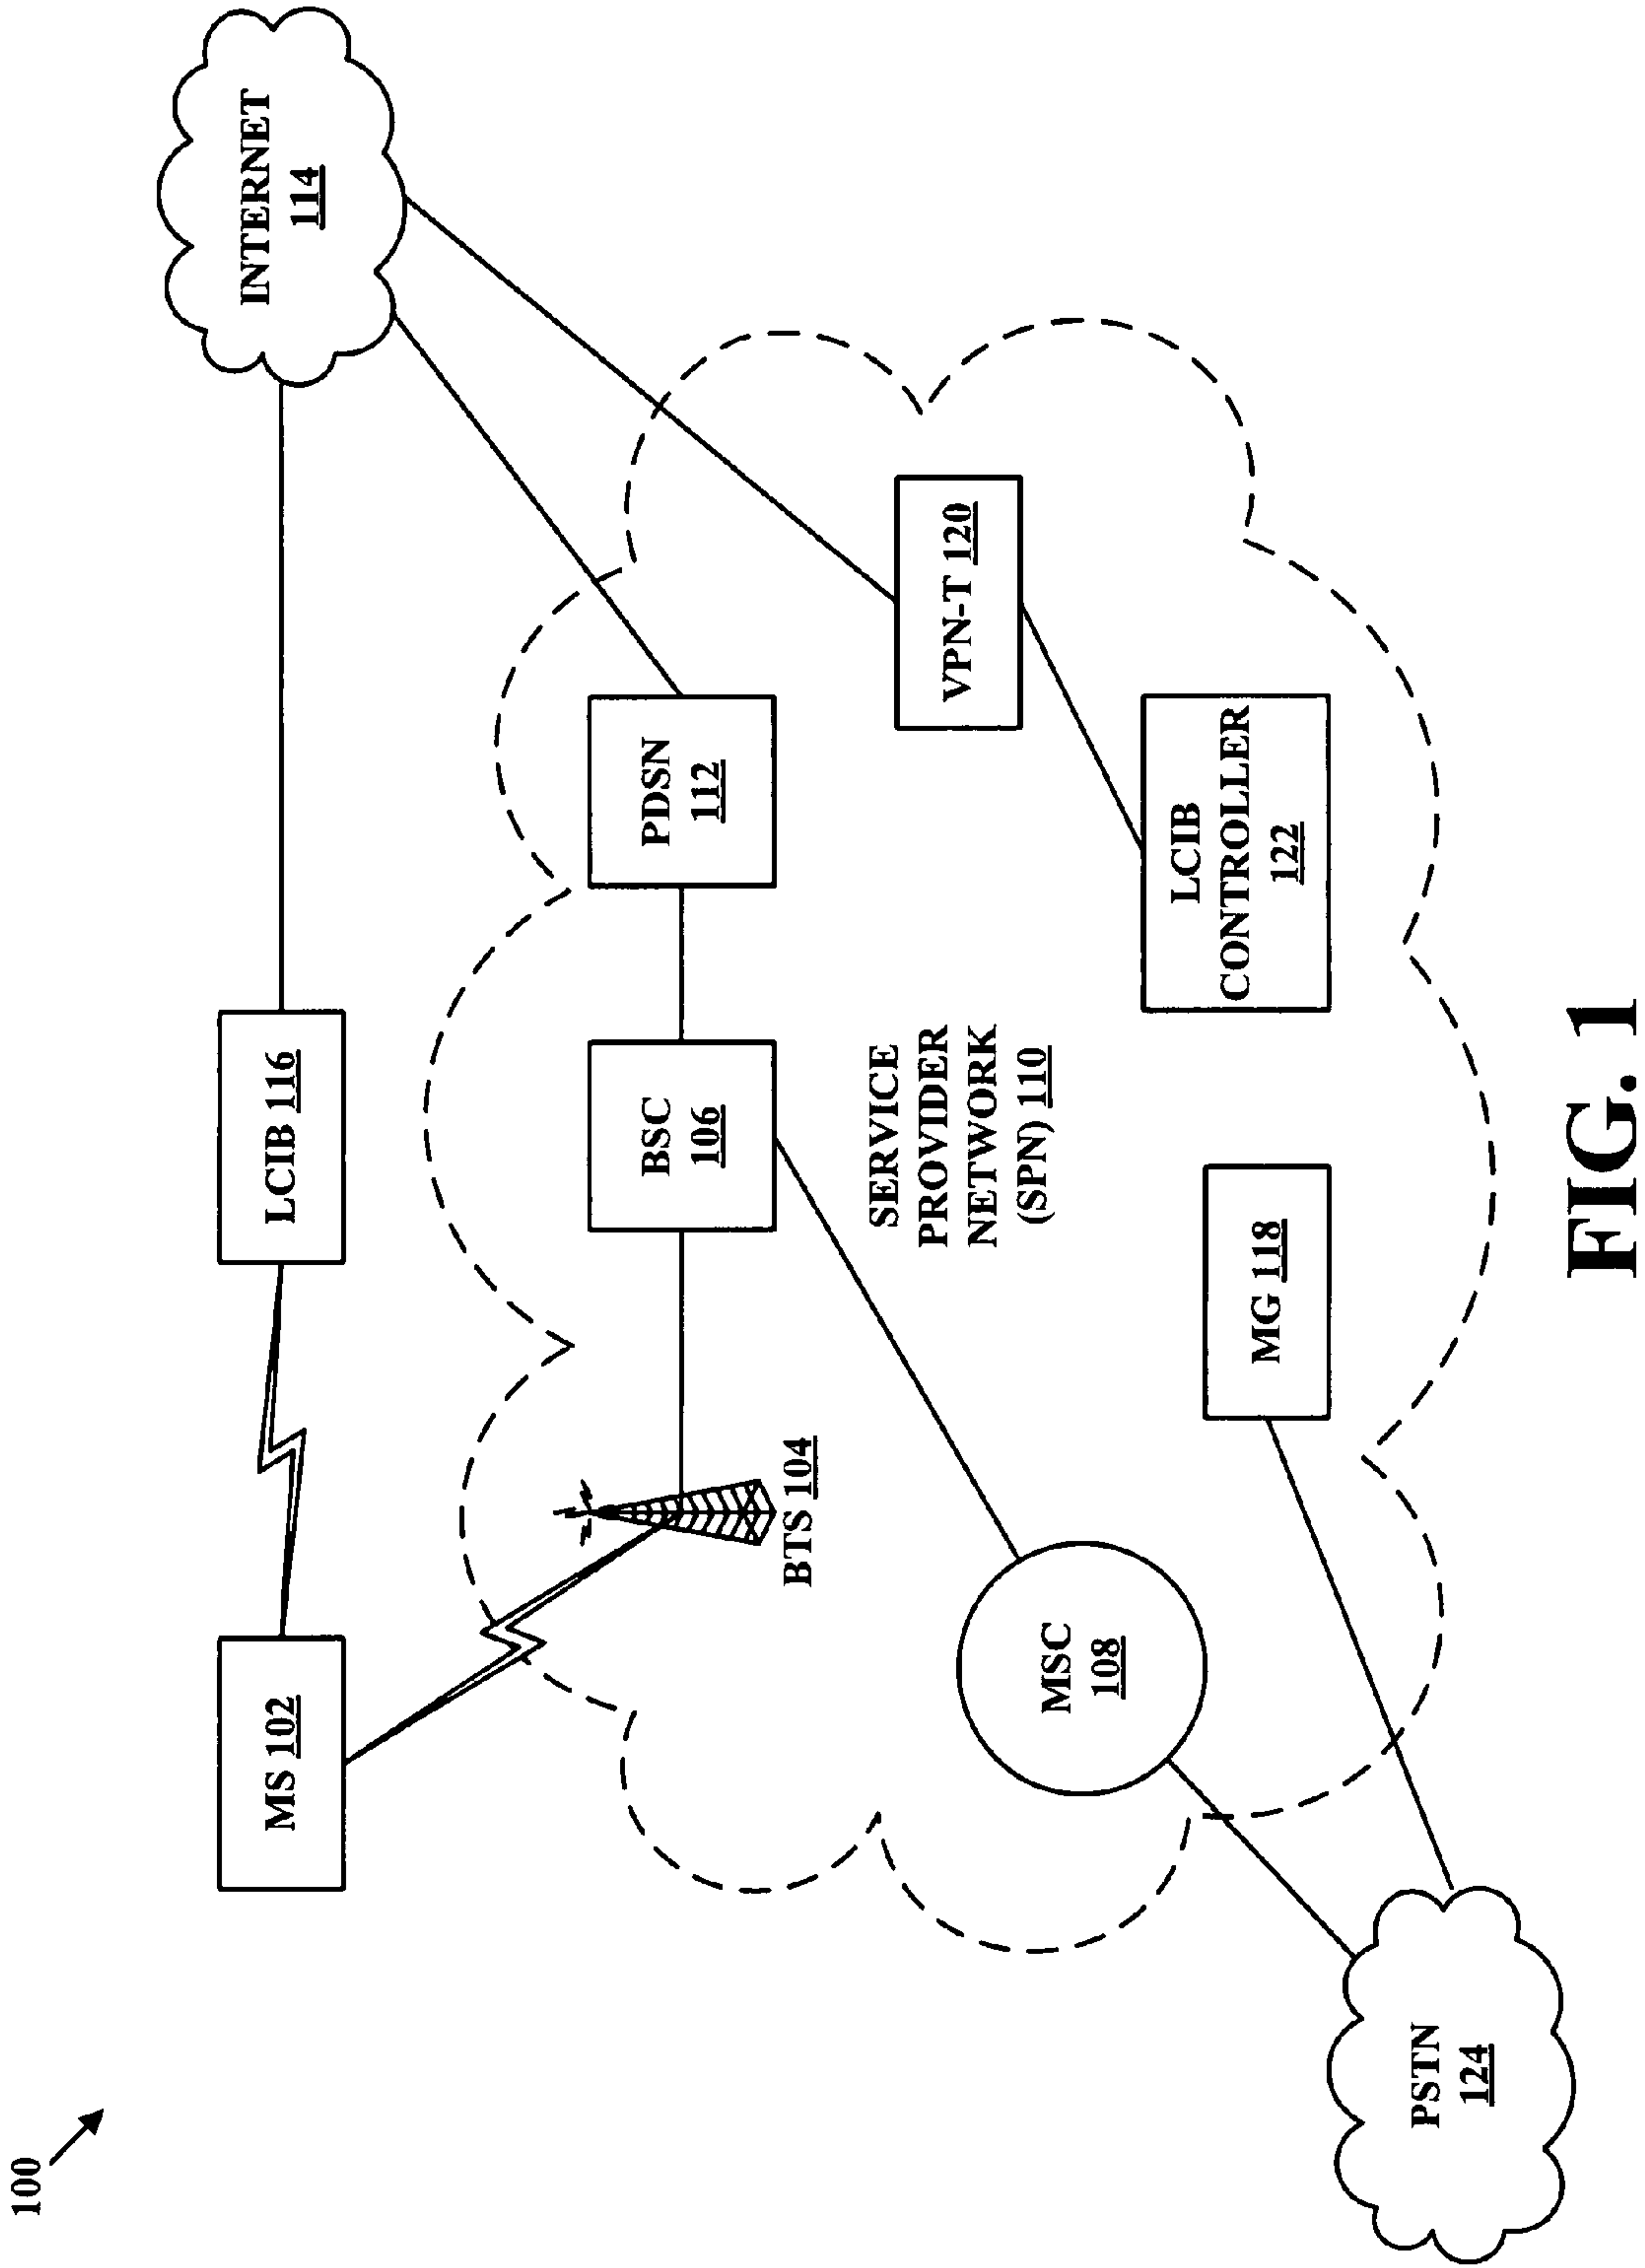 100
MS 102
LCIB 116
INTERNET
114
BTS 104
BSC
106
PDSN
112
MSC
108
SERVICE
PROVIDER
NETWORK
(SPN) 110
VPN-T 120
MG 118
LCIB
CONTROLLER
122
PSTN
124
FIG. 1